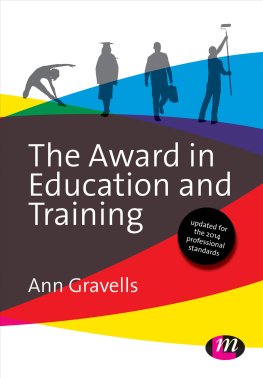 The Award in
Education and
Training
updated for
the 2014
professional
standards
Ann Gravells
m